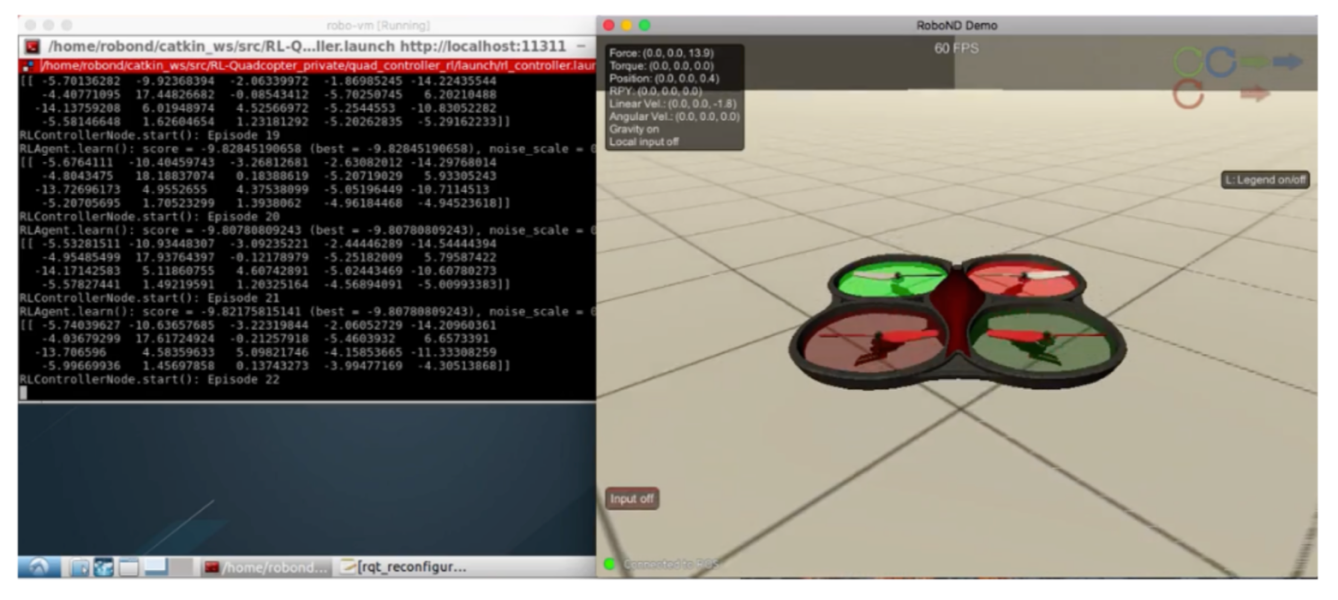 robo-vm [Running]
/home/robond/catkin_ws/src/RL-Q...ller.launch http://localhost:11311
/home/robond/catkin_ws/src/RL-Quadcopter_private/quad_controller_rl/launch/rl_controller.laun
[[ -5.70136282 -9.92368394 -2.06339972 -1.86985245 -14.22435544
-4.40771095 17.44826682 -0.08543412 -5.70250745 6.20210488
-14.13759208 6.01948974 4.52566972 -5.2544553 -10.83052282
-5.58146648 1.62604654 1.23181292 -5.20262835 -5.29162233]]
RLControllerNode.start(): Episode 19
RLAgent.learn(): score = -9.82845190658 (best = -9.82845190658), noise_scale = 0
[[ -5.6764111 -10.40459743 -3.26812681 -2.63082012 -14.29768014
-4.8043475 18.18837074 0.18388619 -5.20719029 5.93305243
-13.72696173 4.9552655 4.37538099 -5.05196449 -10.7114513
-5.20705695 1.70523299 1.3938062 -4.96184468 -4.94523618]]
RLControllerNode.start(): Episode 20
RLAgent.learn(): score = -9.80780809243 (best = -9.80780809243), noise_scale = 0
[[ -5.53281511 -10.93448307 -3.09235221 -2.44446289 -14.54444394
-4.95485499 17.93764397 -0.12178979 -5.25182009 5.79587422
-14.17142583 5.11860755 4.60742891 -5.02443469 -10.60780273
-5.57827441 1.49219591 1.20325164 -4.56894091 -5.00993383]]
RLControllerNode.start(): Episode 21
RLAgent.learn(): score = -9.82175815141 (best = -9.80780809243), noise_scale = 0
[[ -5.74039627 -10.63657685 -3.22319844 -2.06052729 -14.20960361
-4.03679299 17.61724924 -0.21257918 -5.4603932 6.6573391
-13.706596 4.58359633 5.09821746 -4.15853665 -11.33308259
-5.99669936 1.45697858 0.13743273 -3.99477169 -4.30513868]]
RLControllerNode.start(): Episode 22
/home/robond...
[rqt_reconfigur...
RoboND Demo
60 FPS
Force: (0.0, 0.0, 13.9)
Torque: (0.0, 0.0, 0.0)
Position: (0.0, 0.0, 0.4)
RPY: (0.0, 0.0, 0.0)
Linear Vel.: (0.0, 0.0, -1.8)
Angular Vel.: (0.0, 0.0, 0.0)
Gravity on
Local input off
L: Legend on/off
Input off
Connected to ROS